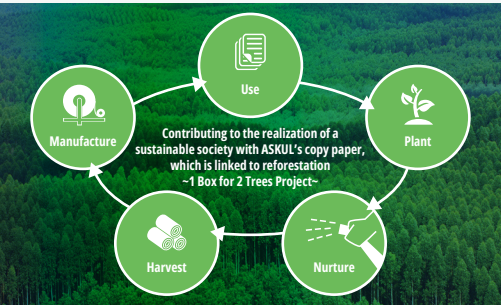 Use
Manufacture
Plant
Contributing to the realization of a
sustainable society with ASKUL's copy paper,
which is linked to reforestation
~1 Box for 2 Trees Project~
Harvest
Nurture